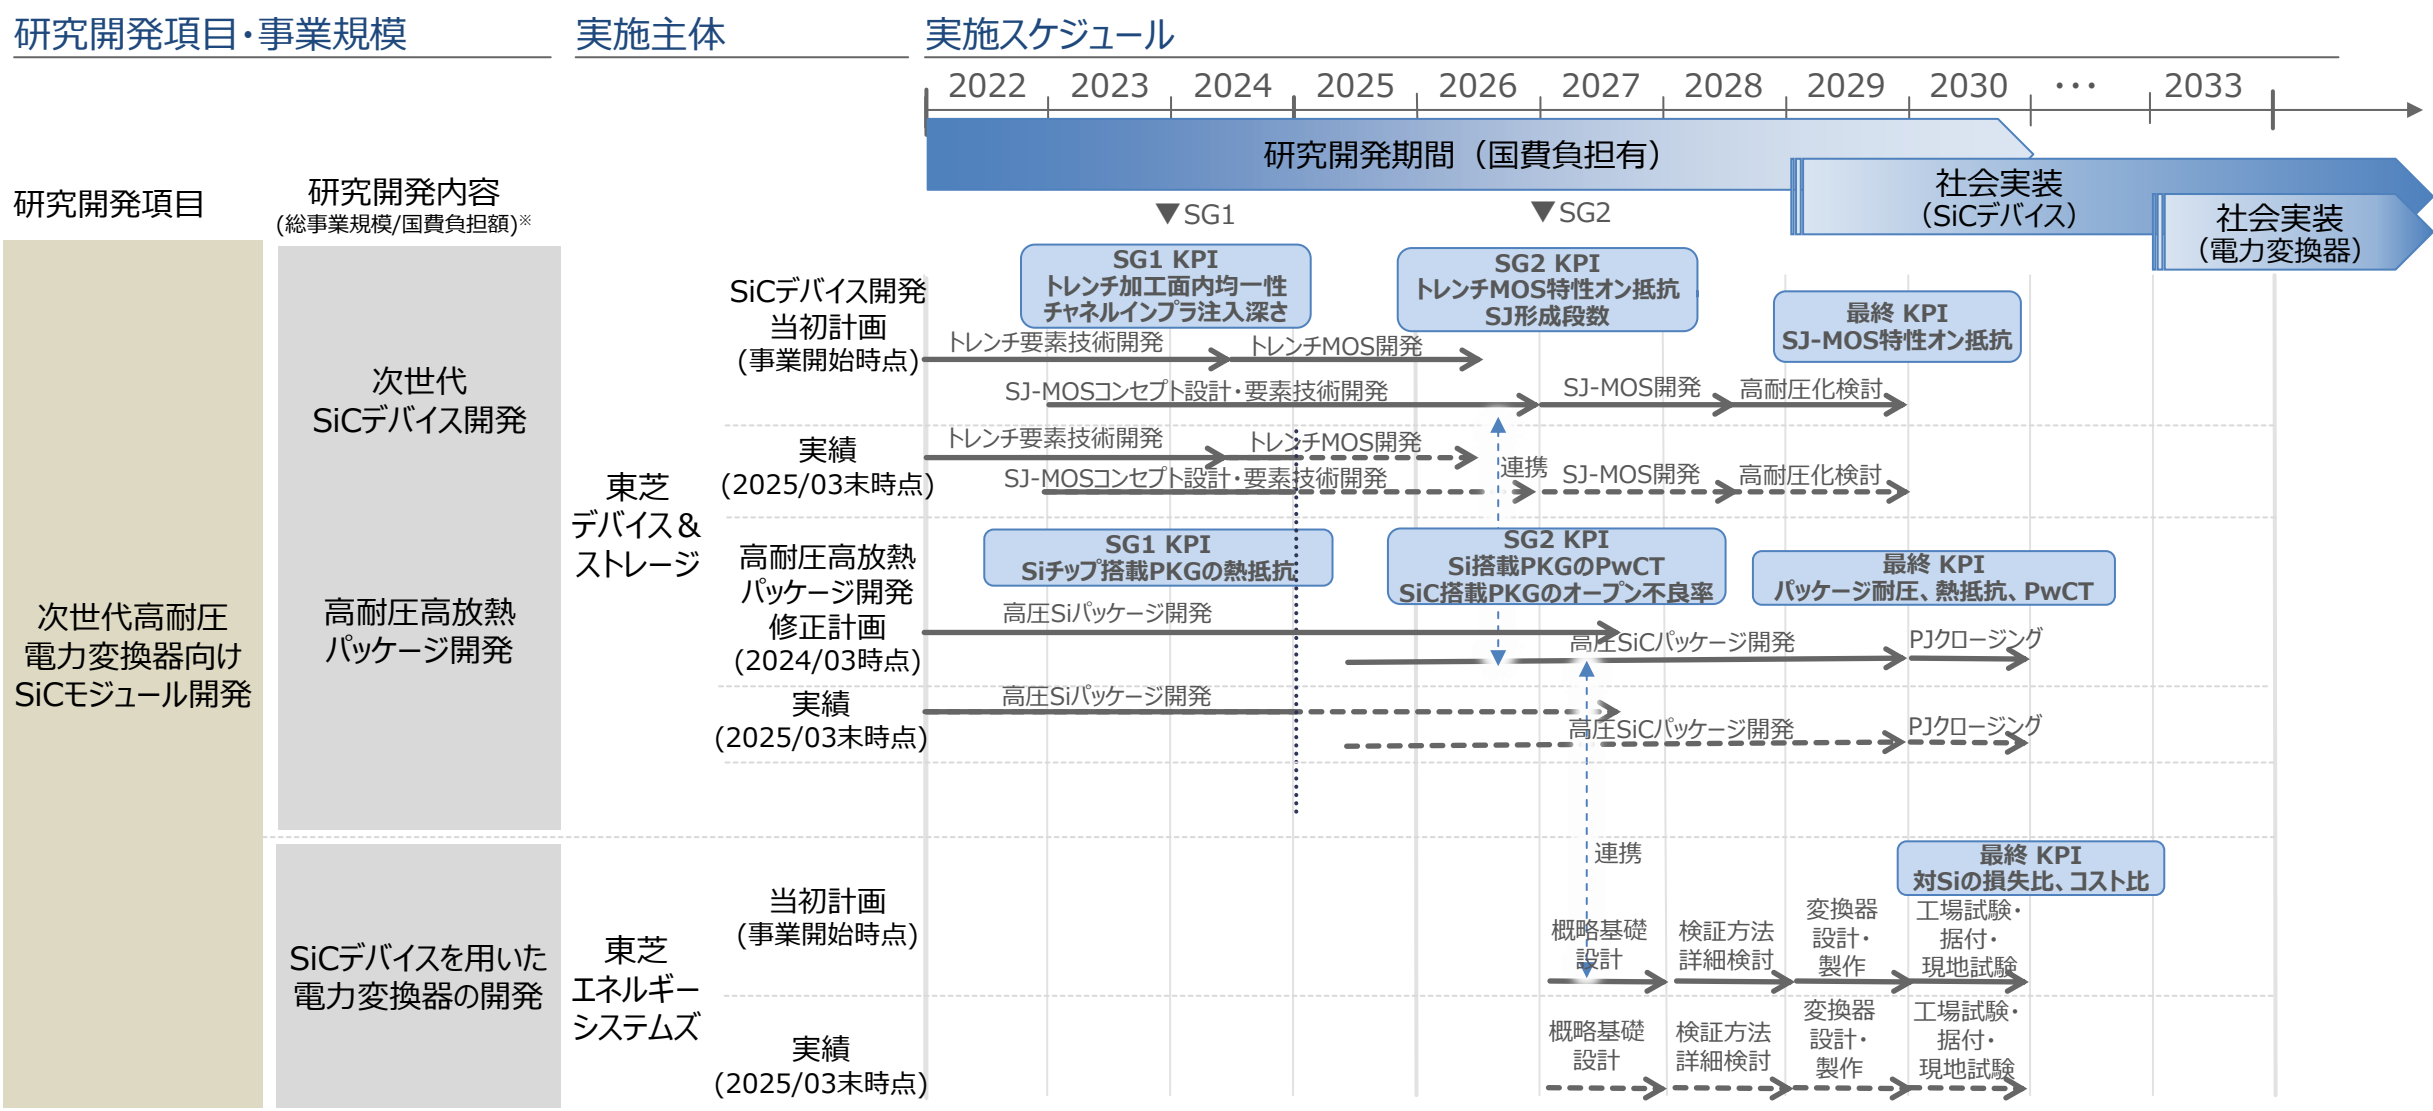 研究開発項目・事業規模
実施主体
実施スケジュール
2022 2023 2024 2025 2026 2027 2028 2029 2030 ・・・ 2033
研究開発期間（国費負担有）
社会実装
（SiCデバイス）
社会実装
（電力変換器）
▼SG1
▼SG2
研究開発項目
研究開発内容
(総事業規模/国費負担額)※
次世代高耐圧
電力変換器向け
SiCモジュール開発
次世代
SiCデバイス開発
高耐圧高放熱
パッケージ開発
SiCデバイスを用いた
電力変換器の開発
東芝
デバイス＆
ストレージ
東芝
エネルギー
システムズ
SiCデバイス開発
当初計画
(事業開始時点)
SG1 KPI
トレンチ加工面内均一性
チャネルインプラ注入深さ
SG2 KPI
トレンチMOS特性オン抵抗
SJ形成段数
最終 KPI
SJ-MOS特性オン抵抗
トレンチ要素技術開発
トレンチMOS開発
SJ-MOSコンセプト設計・要素技術開発
SJ-MOS開発
高耐圧化検討
実績
(2025/03末時点)
トレンチ要素技術開発
トレンチMOS開発
SJ-MOSコンセプト設計・要素技術開発
連携
SJ-MOS開発
高耐圧化検討
高耐圧高放熱
パッケージ開発
修正計画
(2024/03時点)
SG1 KPI
Siチップ搭載PKGの熱抵抗
SG2 KPI
Si搭載PKGのPwCT
SiC搭載PKGのオープン不良率
最終 KPI
パッケージ耐圧、熱抵抗、PwCT
高圧Siパッケージ開発
高圧SiCパッケージ開発
PJクロージング
実績
(2025/03末時点)
高圧Siパッケージ開発
高圧SiCパッケージ開発
PJクロージング
連携
当初計画
(事業開始時点)
最終 KPI
対Siの損失比、コスト比
概略基礎
設計
検証方法
詳細検討
変換器
設計・
製作
工場試験・
据付・
現地試験
実績
(2025/03末時点)
概略基礎
設計
検証方法
詳細検討
変換器
設計・
製作
工場試験・
据付・
現地試験